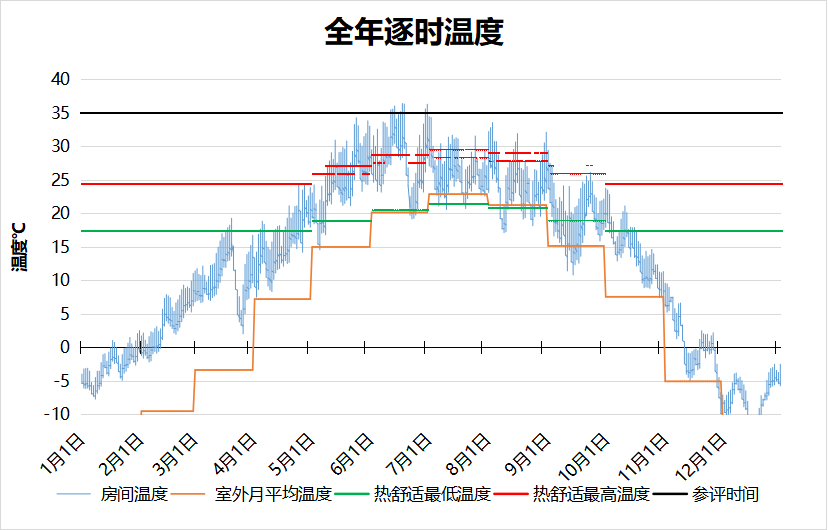 全年逐时温度
温度℃
40
35
30
25
20
15
10
5
0
-5
-10
1月1日
2月1日
3月1日
4月1日
5月1日
6月1日
7月1日
8月1日
9月1日
10月1日
11月1日
12月1日
房间温度 室外月平均温度 热舒适最低温度 热舒适最高温度 参评时间